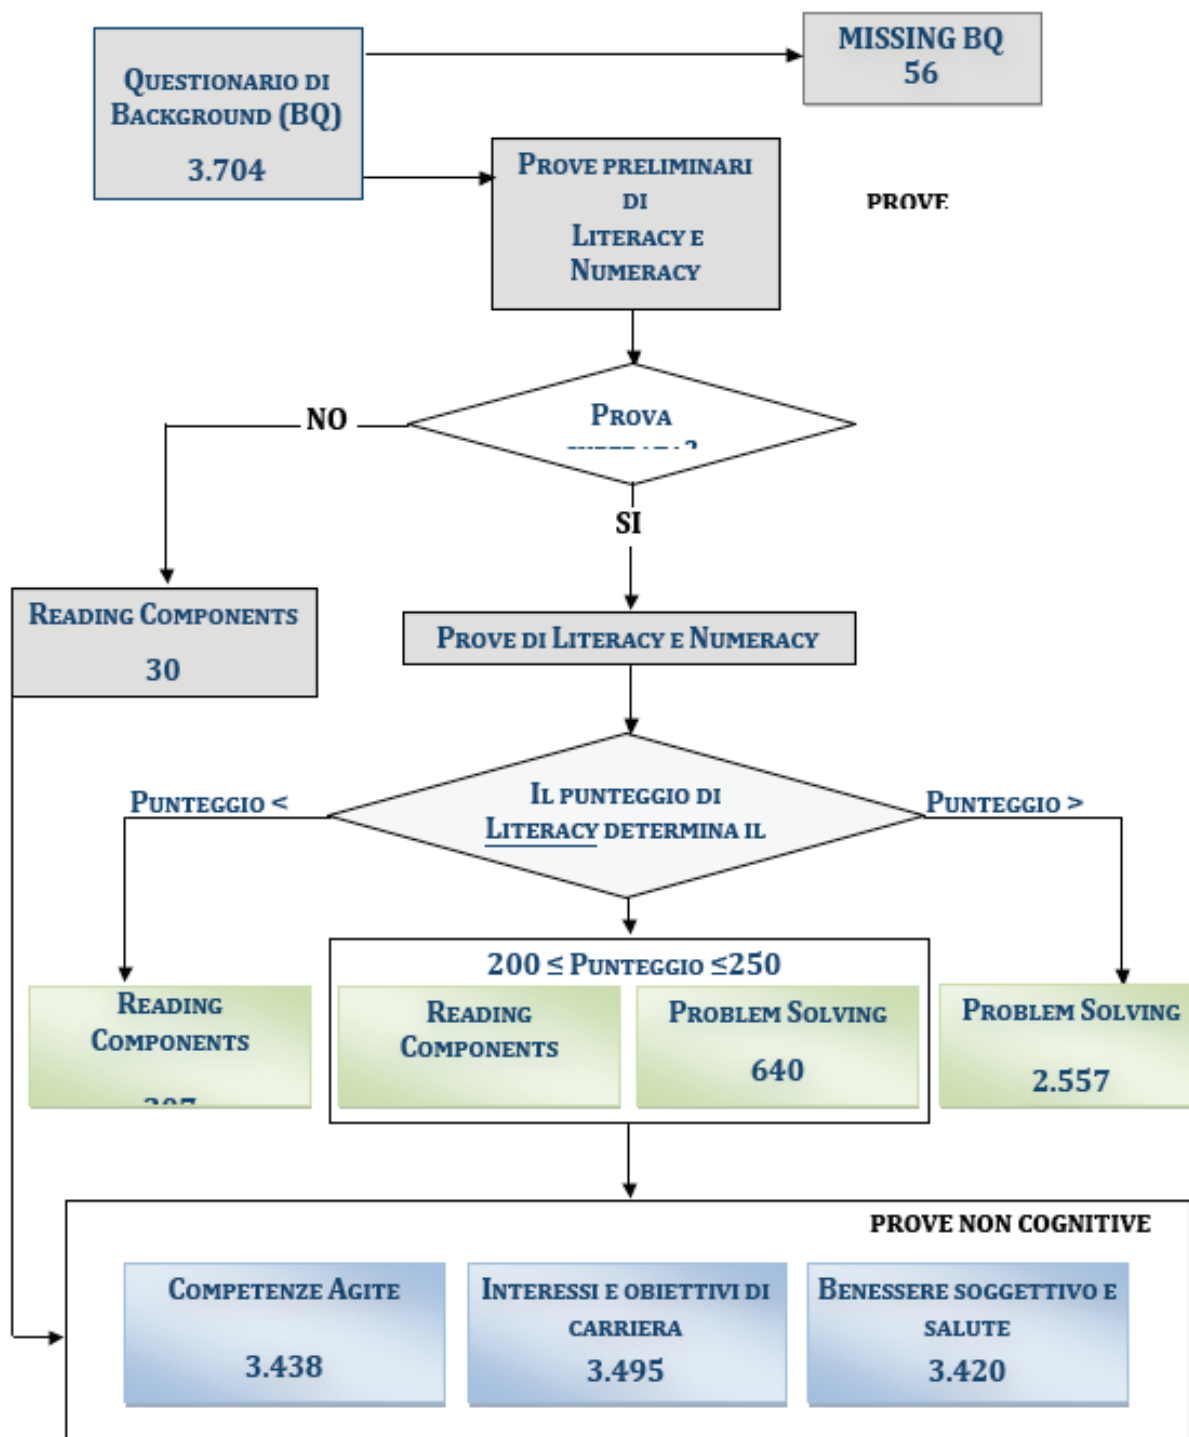 MISSING BQ
56
QUESTIONARIO DI
BACKGROUND (BQ)
3.704
PROVE PRELIMINARI
DI
LITERACY E
NUMERACY
PROVE
PROVA
NO
SI
READING COMPONENTS
30
PROVE DI LITERACY E NUMERACY
PUNTEGGIO <
IL PUNTEGGIO DI
LITERACY DETERMINA IL
PUNTEGGIO >
200 ≤ PUNTEGGIO ≤250
READING
COMPONENTS
READING
COMPONENTS
PROBLEM SOLVING
640
PROBLEM SOLVING
2.557
PROVE NON COGNITIVE
COMPETENZE AGITE
3.438
INTERESSI E OBIETTIVI DI
CARRIERA
3.495
BENESSERE SOGGETTIVO E
SALUTE
3.420